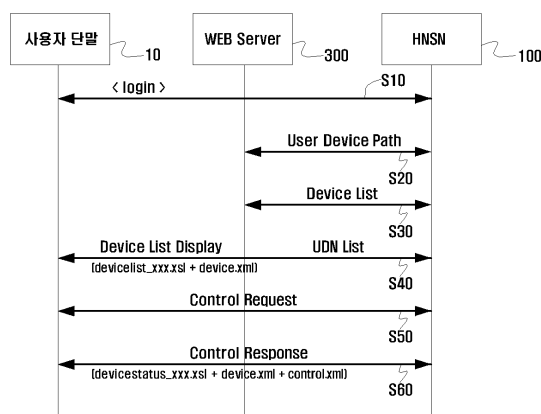 사용자 단말
10
WEB Server
300
HNSN
100
< login >
S10
User Device Path
S20
Device List
S30
Device List Display
UDN List
(devicelist_xxx.xsl + device.xml)
S40
Control Request
S50
Control Response
(devicestatus_xxx.xsl + device.xml + control.xml)
S60